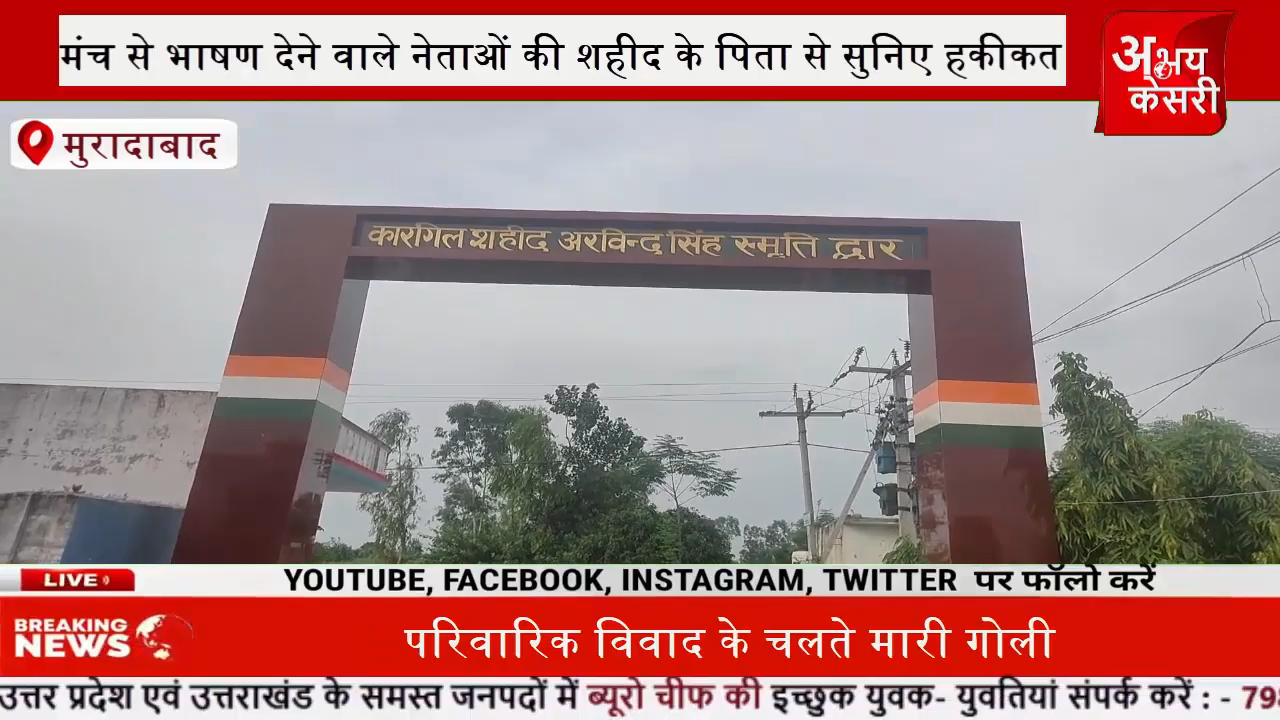 मंच से भाषण देने वाले नेताओं की शहीद के पिता से सुनिए हकीकत
अभय
केसरी
मुरादाबाद
कारगिल शहीद अरविन्द सिंह स्मृति द्वार
LIVE
YOUTUBE, FACEBOOK, INSTAGRAM, TWITTER पर फॉलो करें
BREAKING
NEWS
परिवारिक विवाद के चलते मारी गोली
उत्तर प्रदेश एवं उत्तराखंड के समस्त जनपदों में ब्यूरो चीफ की इच्छुक युवक- युवतियां संपर्क करें : -